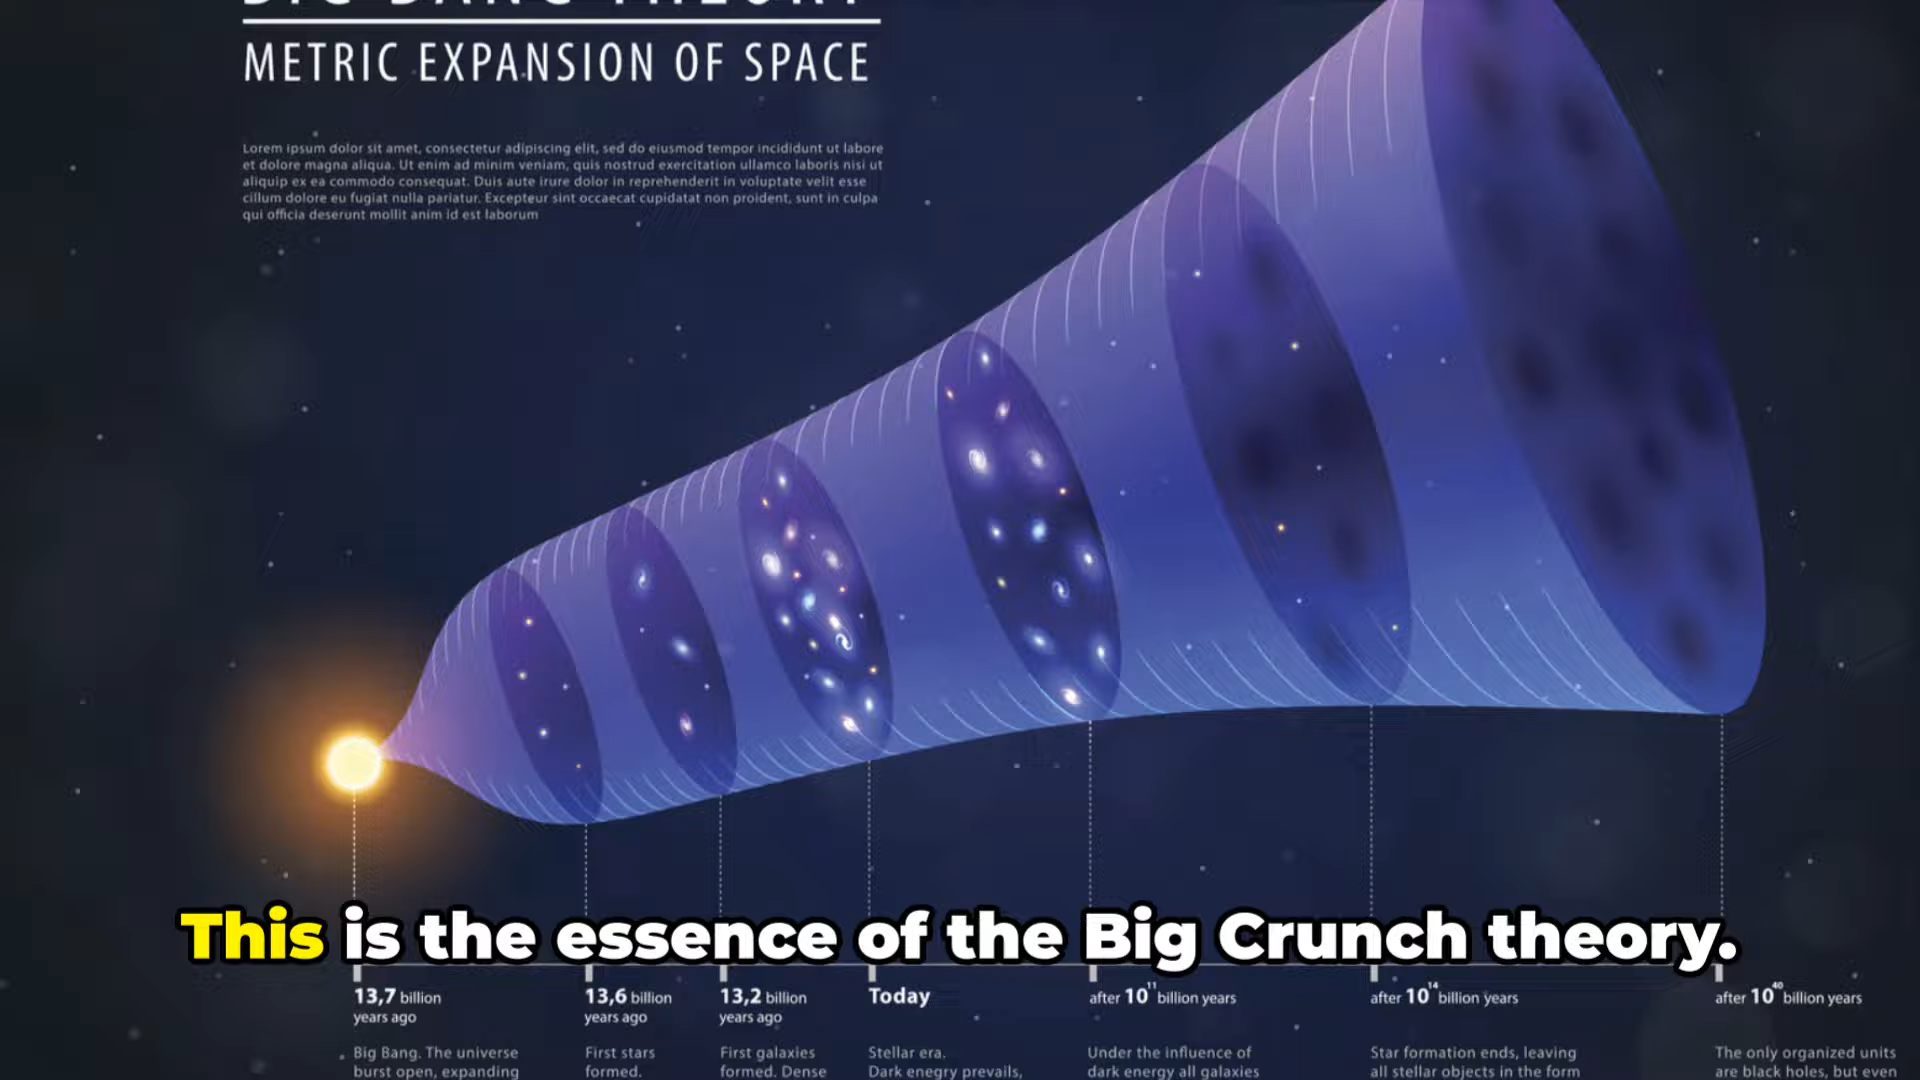 BIG BANG THEORY
METRIC EXPANSION OF SPACE
Lorem ipsum dolor sit amet, consectetur adipiscing elit, sed do eiusmod tempor incididunt ut labore
et dolore magna aliqua. Ut enim ad minim veniam, quis nostrud exercitation ullamco laboris nisi ut
aliquip ex ea commodo consequat. Duis aute irure dolor in reprehenderit in voluptate velit esse
cillum dolore eu fugiat nulla pariatur. Excepteur sint occaecat cupidatat non proident, sunt in culpa
qui officia deserunt mollit anim id est laborum
This is the essence of the Big Crunch theory.
13,7 billion
years ago
Big Bang. The universe
burst open, expanding
13,6 billion
years ago
First stars
formed.
13,2 billion
years ago
First galaxies
formed. Dense
Today
Stellar era.
Dark enegry prevails,
after 10¹¹ billion years
Under the influence of
dark energy all galaxies
after 10¹⁴ billion years
Star formation ends, leaving
all stellar objects in the form
after 10⁴⁰ billion years
The only organized units
are black holes, but even